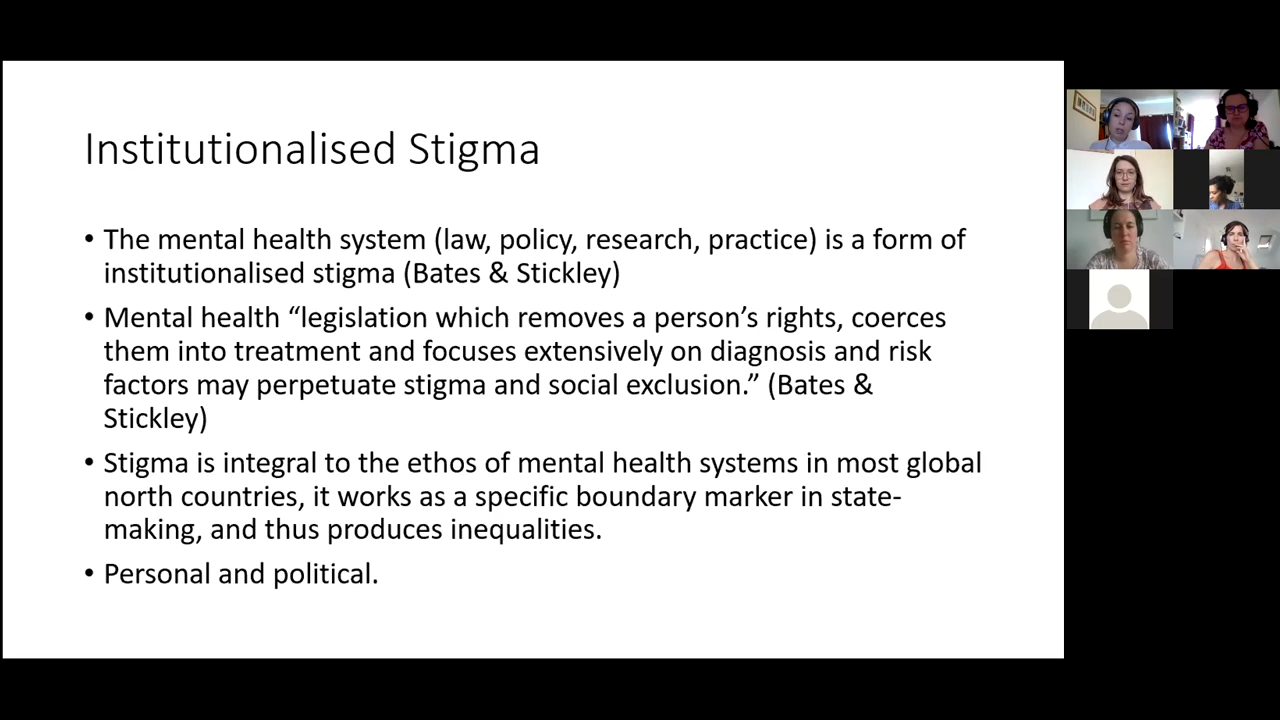 Institutionalised Stigma
• The mental health system (law, policy, research, practice) is a form of
institutionalised stigma (Bates & Stickley)
• Mental health “legislation which removes a person’s rights, coerces
them into treatment and focuses extensively on diagnosis and risk
factors may perpetuate stigma and social exclusion.” (Bates &
Stickley)
• Stigma is integral to the ethos of mental health systems in most global
north countries, it works as a specific boundary marker in state-
making, and thus produces inequalities.
• Personal and political.